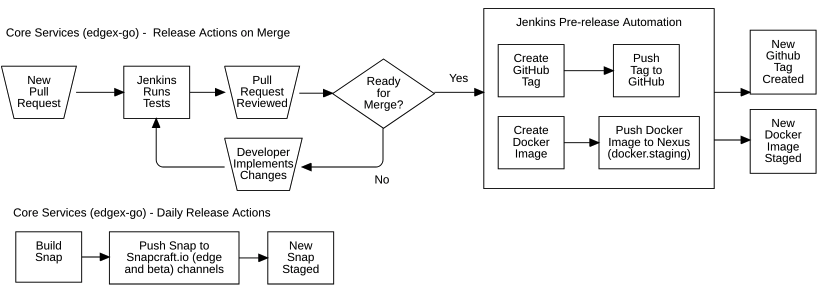 Core Services (edgex-go) -  Release Actions on Merge
New
Pull
Request
Jenkins
Runs
Tests
Pull
Request
Reviewed
Ready
for
Merge?
Yes
No
Developer
Implements
Changes
Jenkins Pre-release Automation
Create
GitHub
Tag
Push
Tag to
GitHub
Create
Docker
Image
Push Docker
Image to Nexus
(docker.staging)
New
Github
Tag
Created
New
Docker
Image
Staged
Core Services (edgex-go) - Daily Release Actions
Build
Snap
Push Snap to
Snapcraft.io (edge
and beta) channels
New
Snap
Staged